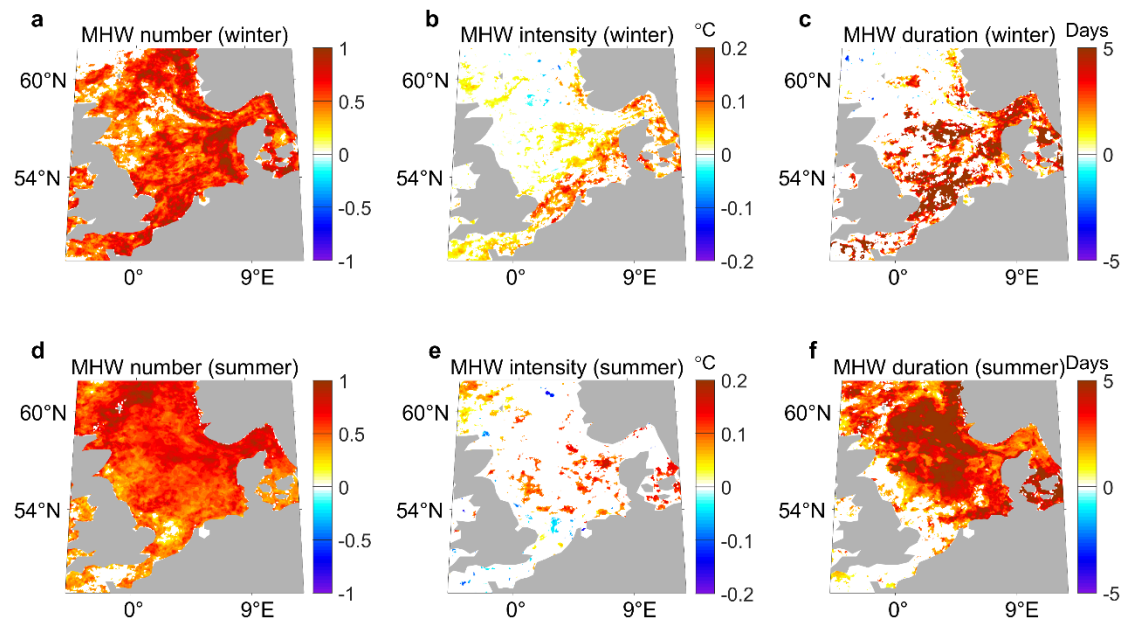 a
MHW number (winter)
60°N
54°N
0°
9°E
1
0.5
0
-0.5
-1
b
MHW intensity (winter)
°C
60°N
54°N
0°
9°E
0.2
0.1
0
-0.1
-0.2
c
MHW duration (winter)
Days
60°N
54°N
0°
9°E
5
0
-5
d
MHW number (summer)
60°N
54°N
0°
9°E
1
0.5
0
-0.5
-1
e
MHW intensity (summer)
°C
60°N
54°N
0°
9°E
0.2
0.1
0
-0.1
-0.2
f
MHW duration (summer)
Days
60°N
54°N
0°
9°E
5
0
-5